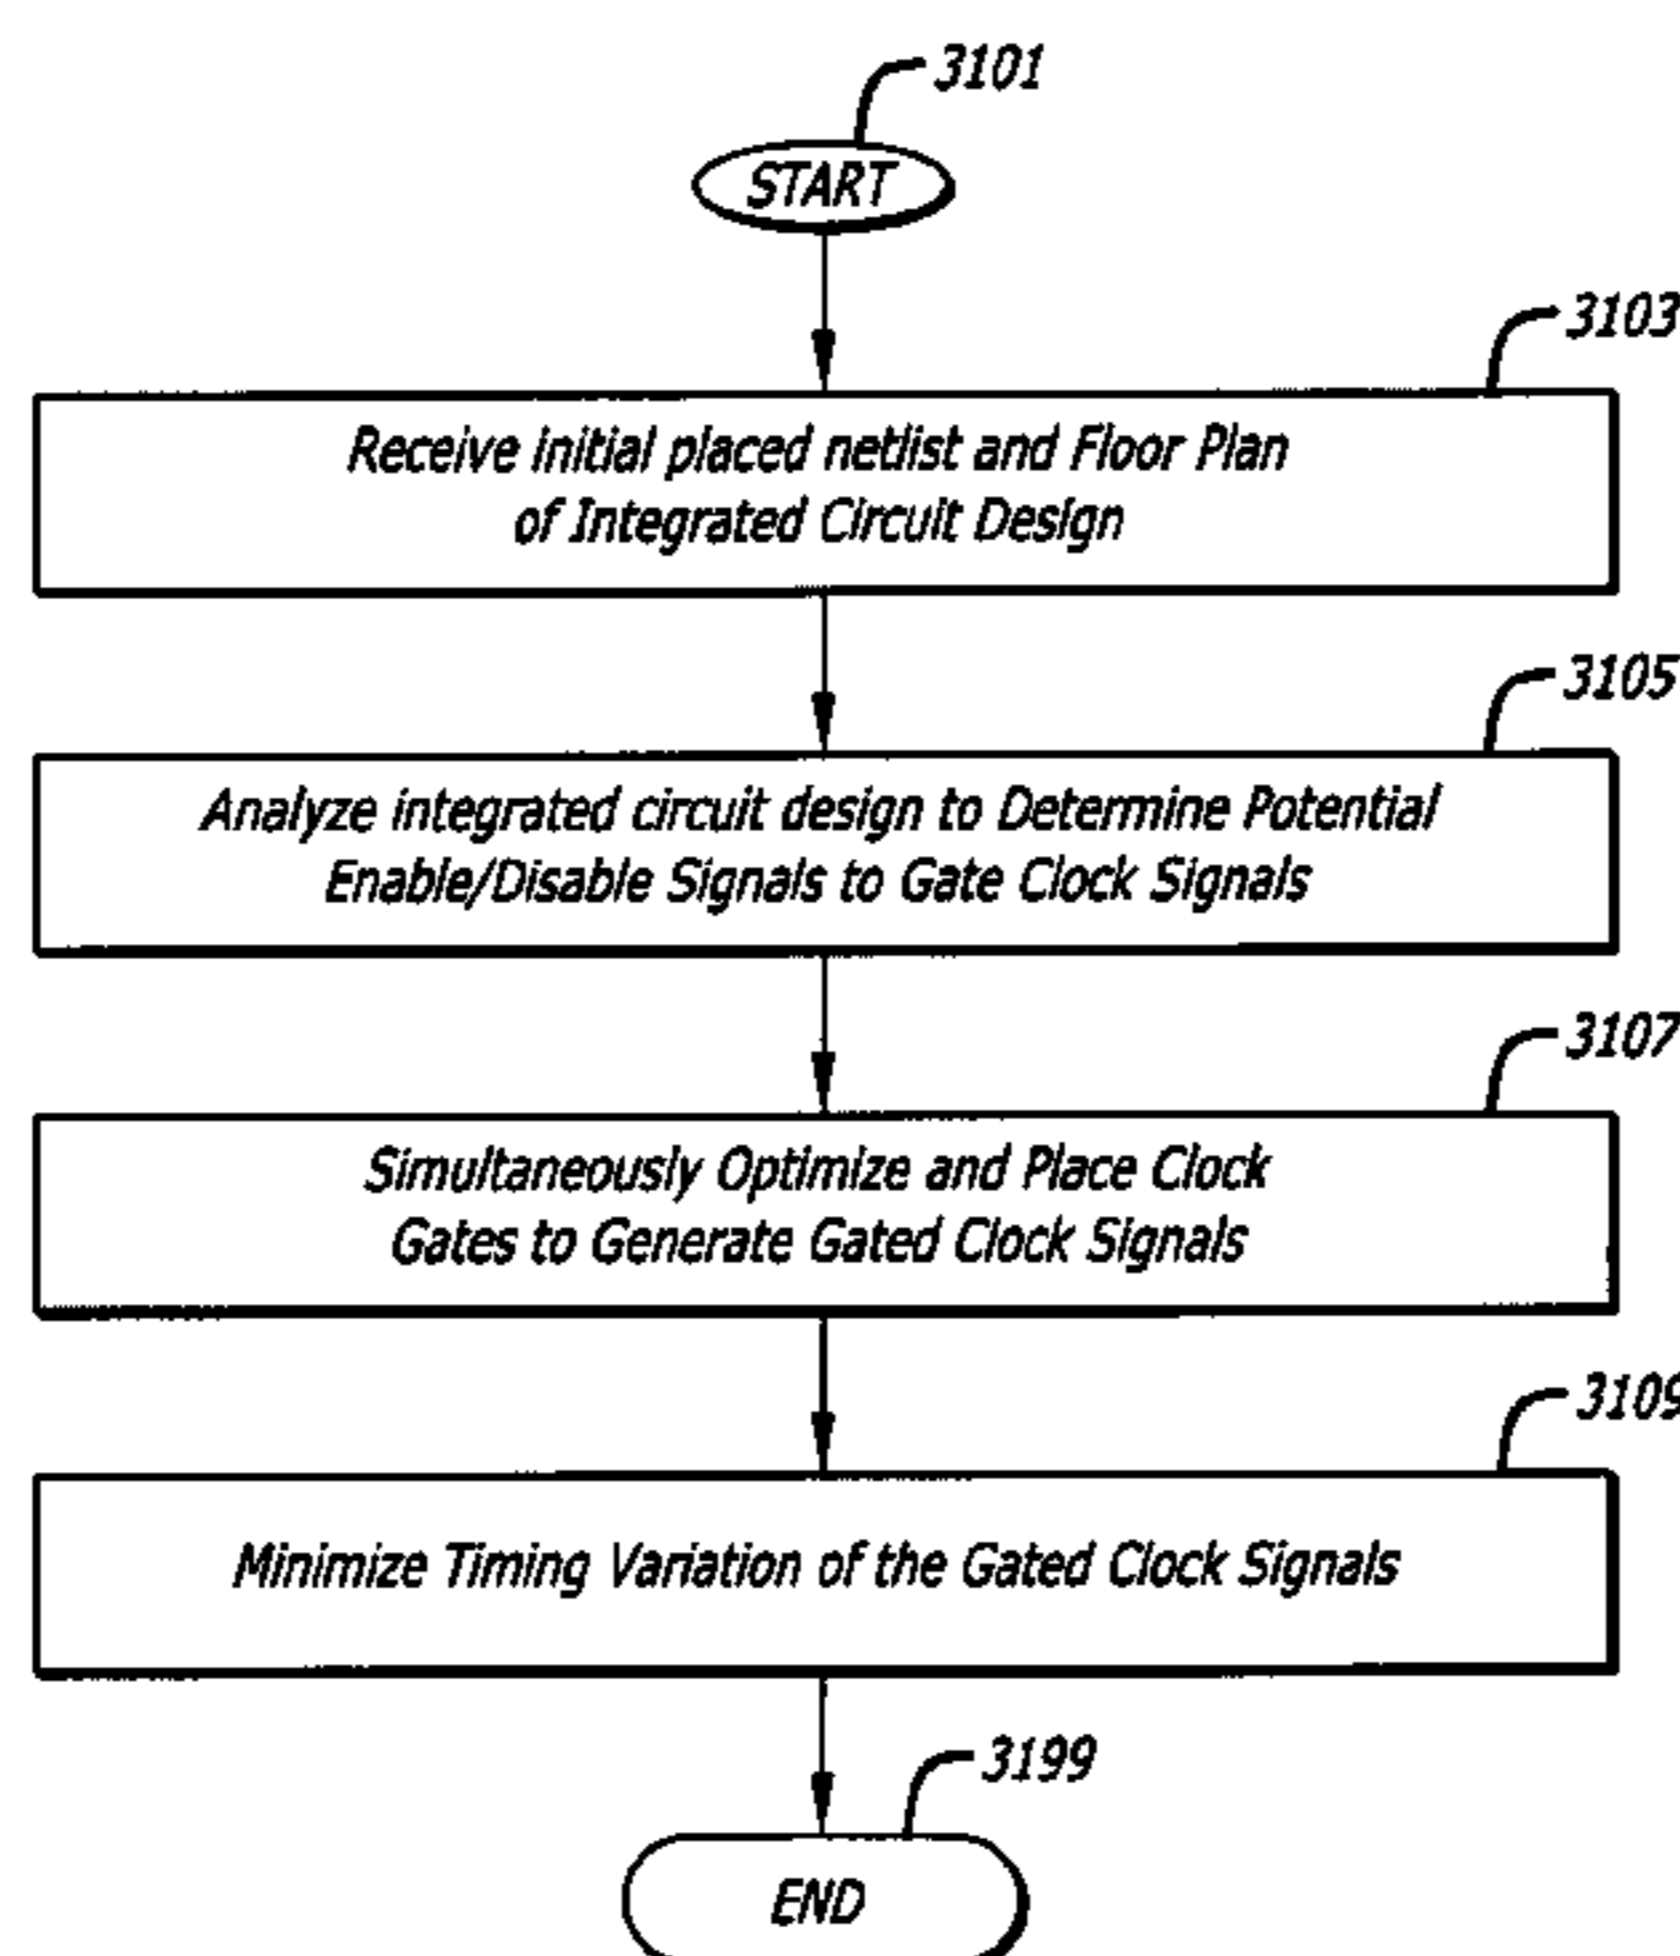 3101
START
3103
Receive initial placed netlist and Floor Plan
of Integrated Circuit Design
3105
Analyze integrated circuit design to Determine Potential
Enable/Disable Signals to Gate Clock Signals
3107
Simultaneously Optimize and Place Clock
Gates to Generate Gated Clock Signals
3109
Minimize Timing Variation of the Gated Clock Signals
3199
END